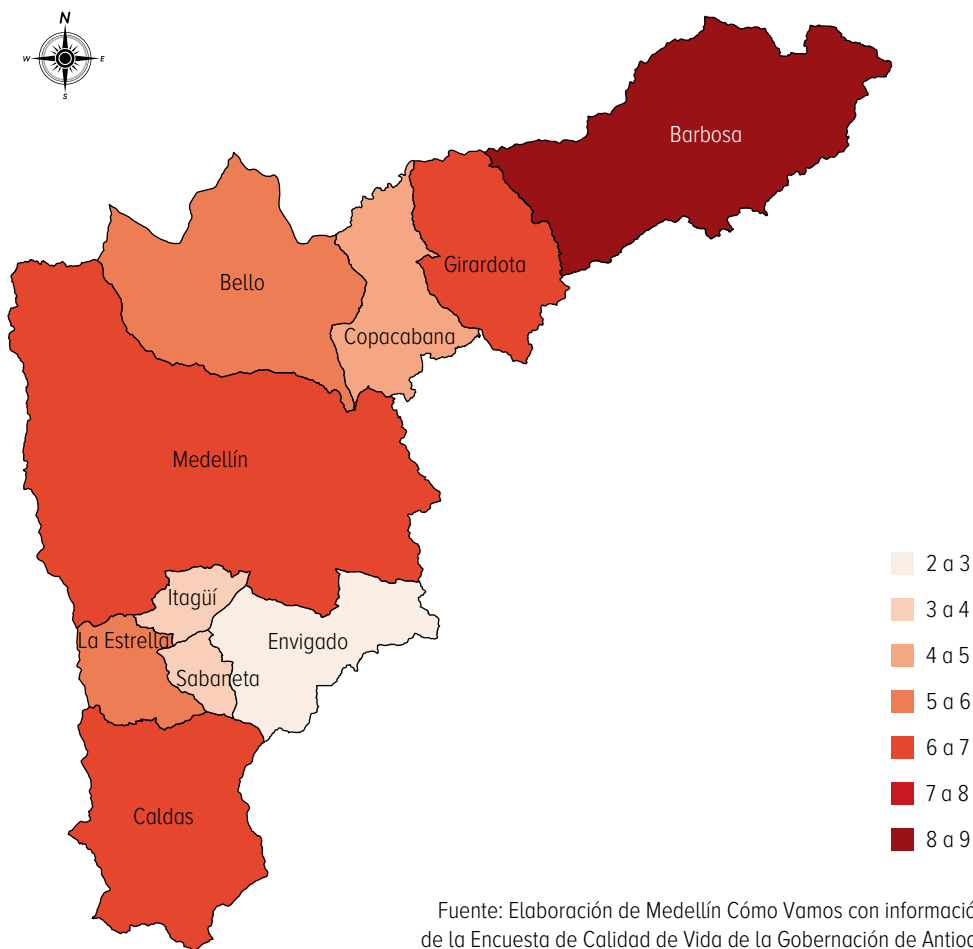 N
W E
S
Barbosa
Girardota
Bello
Copacabana
Medellín
Itagüí
La Estrella
Envigado
Sabaneta
Caldas
2 a 3
3 a 4
4 a 5
5 a 6
6 a 7
7 a 8
8 a 9
Fuente: Elaboración de Medellín Cómo Vamos con informació
de la Encuesta de Calidad de Vida de la Gobernación de Antioq